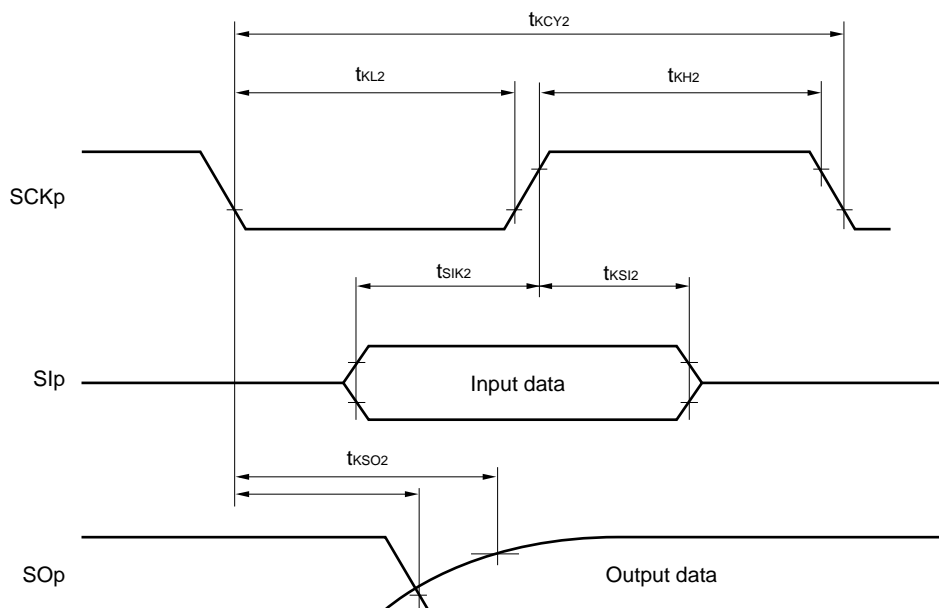 tKCY2
tKL2
tKH2
SCKp
tSIK2
tKSI2
SIp
Input data
tKSO2
SOp
Output data